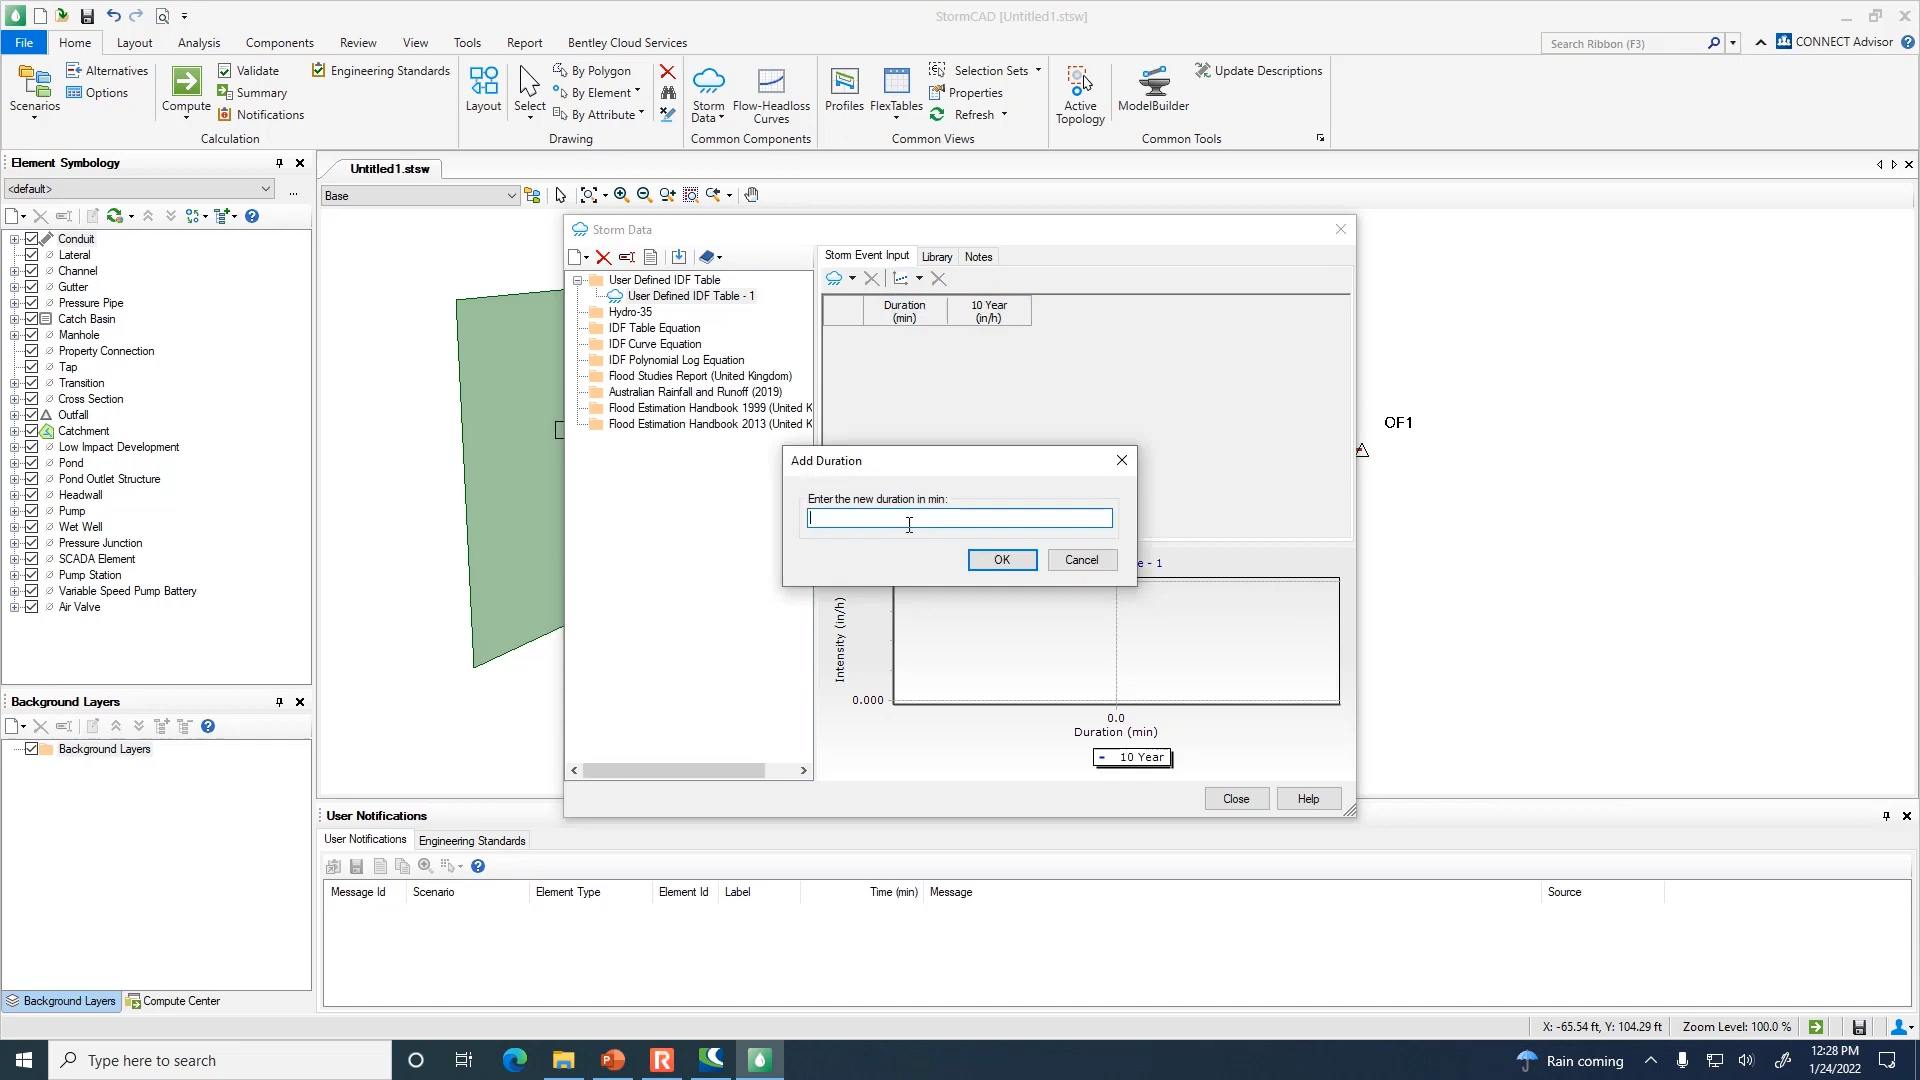 StormCAD [Untitled1.stsw]
File Home Layout Analysis Components Review View Tools Report Bentley Cloud Services
Search Ribbon (F3)
CONNECT Advisor
Scenarios
Alternatives
Options
Compute
Validate
Summary
Notifications
Engineering Standards
Calculation
Layout
Select
By Polygon
By Element
By Attribute
Drawing
Storm Data
Flow-Headloss Curves
Common Components
Profiles
FlexTables
Selection Sets
Properties
Refresh
Common Views
Active Topology
ModelBuilder
Update Descriptions
Common Tools
Element Symbology
<default>
...
Conduit
Lateral
Channel
Gutter
Pressure Pipe
Catch Basin
Manhole
Property Connection
Tap
Transition
Cross Section
Outfall
Catchment
Low Impact Development
Pond
Pond Outlet Structure
Headwall
Pump
Wet Well
Pressure Junction
SCADA Element
Pump Station
Variable Speed Pump Battery
Air Valve
Background Layers
Background Layers
Background Layers
Compute Center
Untitled1.stsw
Base
OF1
Storm Data
User Defined IDF Table
User Defined IDF Table - 1
Hydro-35
IDF Table Equation
IDF Curve Equation
IDF Polynomial Log Equation
Flood Studies Report (United Kingdom)
Australian Rainfall and Runoff (2019)
Flood Estimation Handbook 1999 (United K
Flood Estimation Handbook 2013 (United K
Storm Event Input Library Notes
Duration (min)
10 Year (in/h)
Add Duration
Enter the new duration in min:
OK Cancel
e - 1
Intensity (in/h)
0.000
0.0
Duration (min)
10 Year
Close Help
User Notifications
User Notifications Engineering Standards
Message Id Scenario Element Type Element Id Label Time (min) Message Source
X: -65.54 ft, Y: 104.29 ft Zoom Level: 100.0 %
Type here to search
Rain coming
12:28 PM
1/24/2022